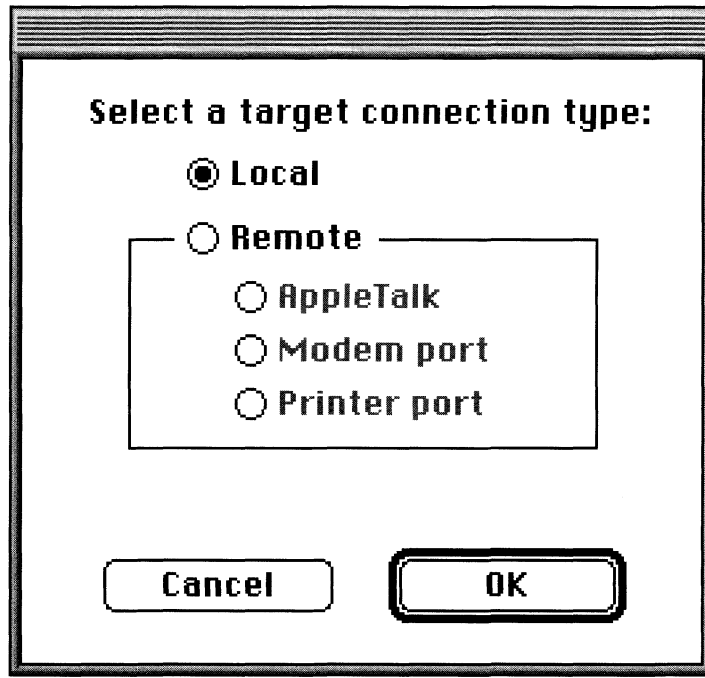 Select a target connection type:
Local
Remote
AppleTalk
Modem port
Printer port
Cancel
OK